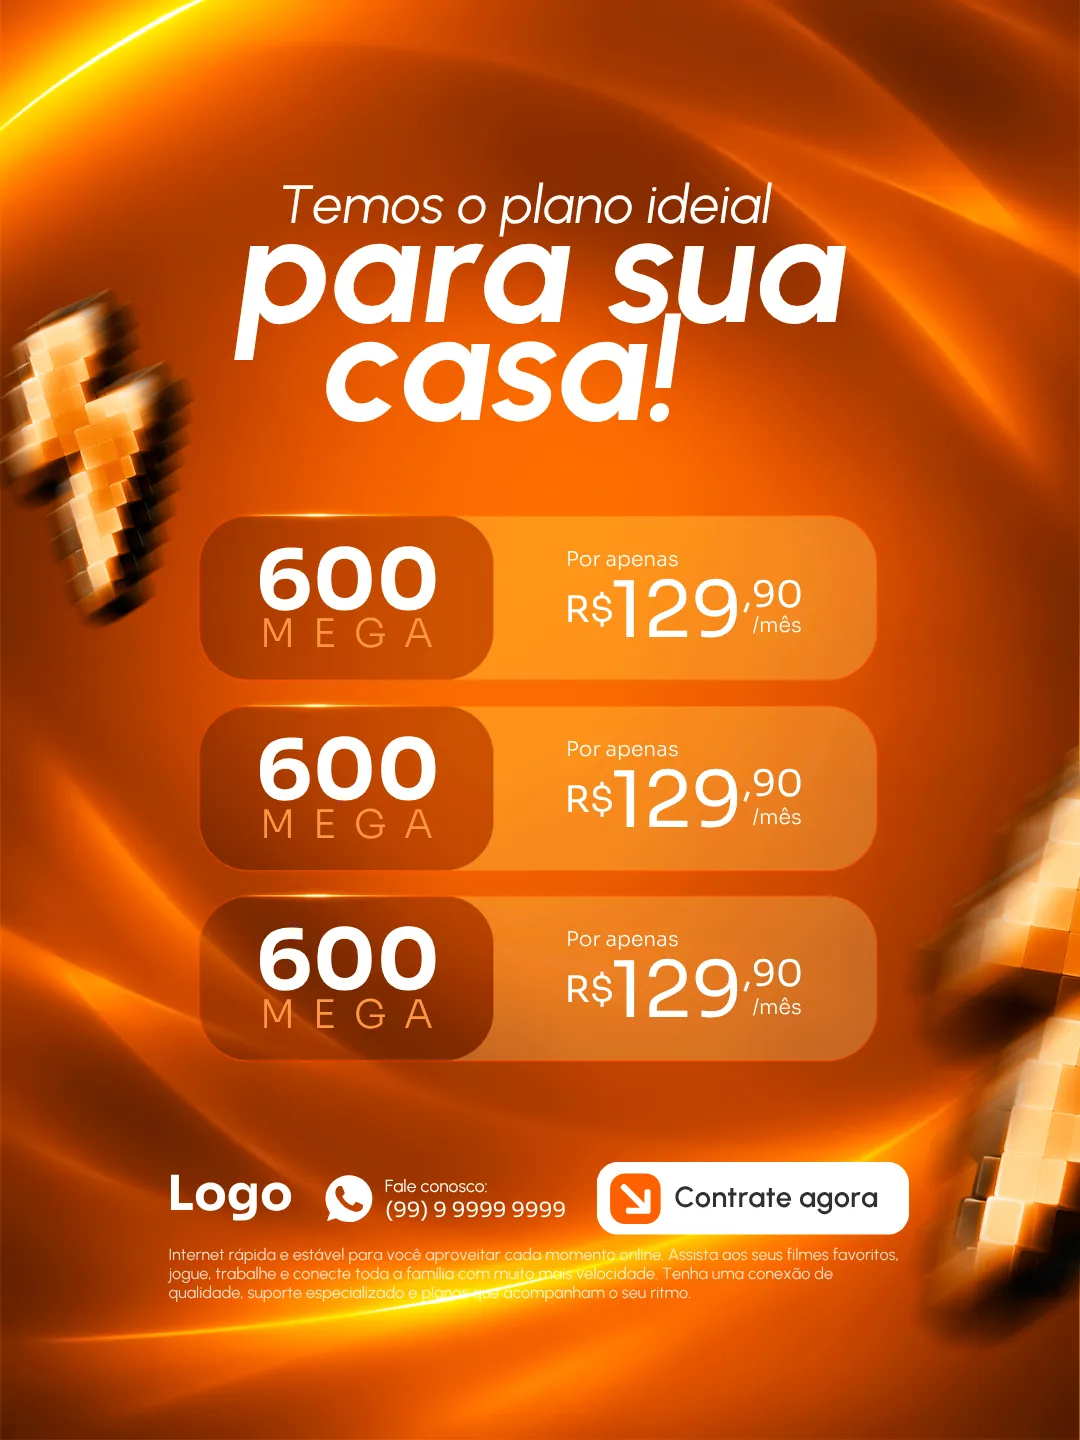 Temos o plano ideial
para sua
casa!
600
MEGA
Por apenas
R$129,90
/mês
600
MEGA
Por apenas
R$129,90
/mês
600
MEGA
Por apenas
R$129,90
/mês
Logo
Fale conosco:
(99) 9 9999 9999
Contrate agora
Internet rápida e estável para você aproveitar cada momento online. Assista aos seus filmes favoritos,
jogue, trabalhe e conecte toda a família com muito mais velocidade. Tenha uma conexão de
qualidade, suporte especializado e planos que acompanham o seu ritmo.